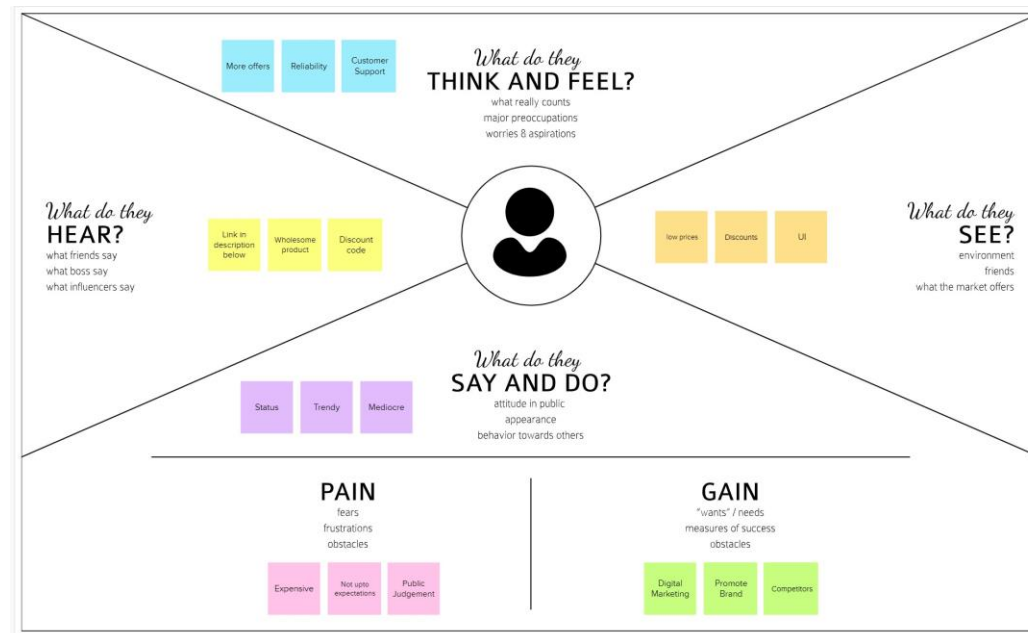 More offers
Reliability
Customer
Support
What do they
THINK AND FEEL?
what really counts
major preoccupations
worries & aspirations
What do they
HEAR?
what friends say
what boss say
what influencers say
Link in
description
below
Wholesome
product
Discount
code
low prices
Discounts
UI
What do they
SEE?
environment
friends
what the market offers
What do they
SAY AND DO?
attitude in public
appearance
behavior towards others
Status
Trendy
Mediocre
PAIN
fears
frustrations
obstacles
Expensive
Not upto
expectations
Public
Judgement
GAIN
"wants" / needs
measures of success
obstacles
Digital
Marketing
Promote
Brand
Competitors